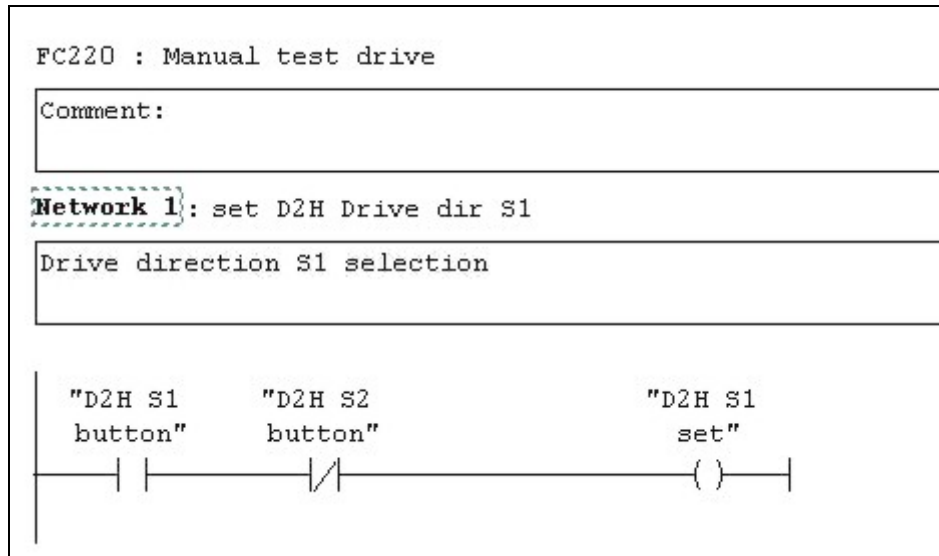 FC220 : Manual test drive
Comment:
Network 1: set D2H Drive dir S1
Drive direction S1 selection
"D2H S1 "D2H S2 "D2H S1
button" button" set"